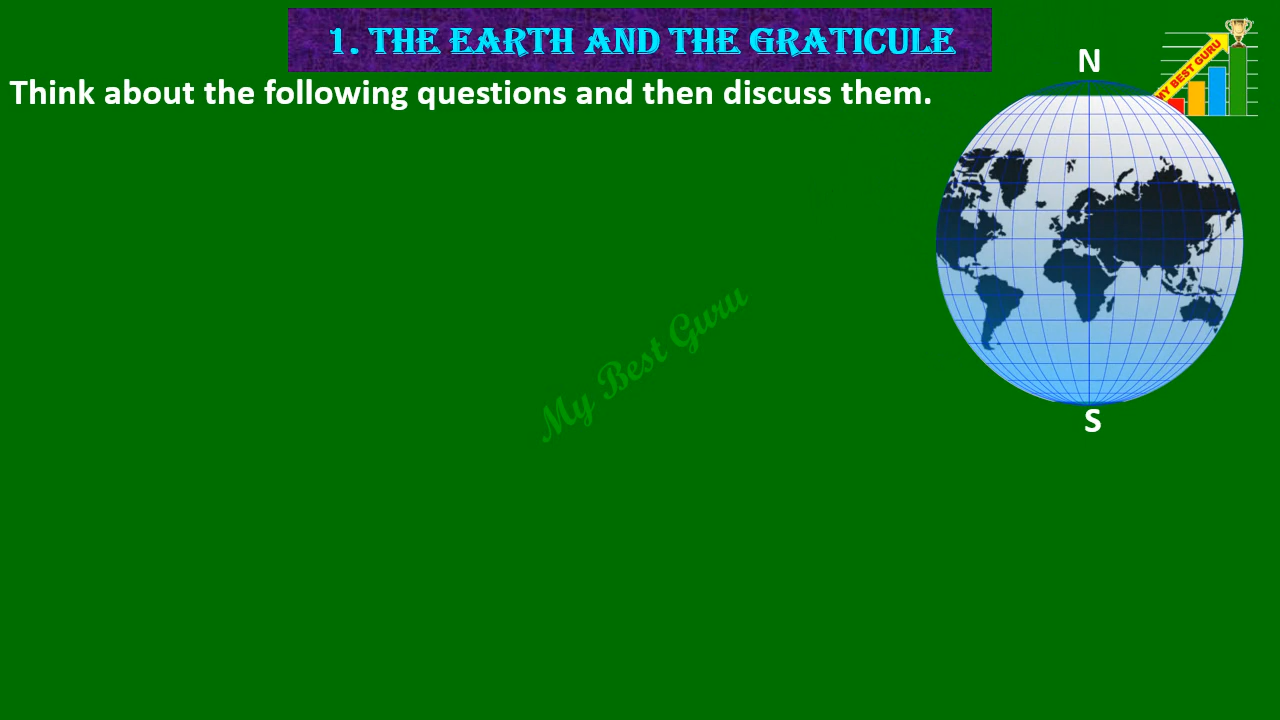 1. THE EARTH AND THE GRATICULE
Think about the following questions and then discuss them.
N
MY BEST GURU
My Best Guru
S